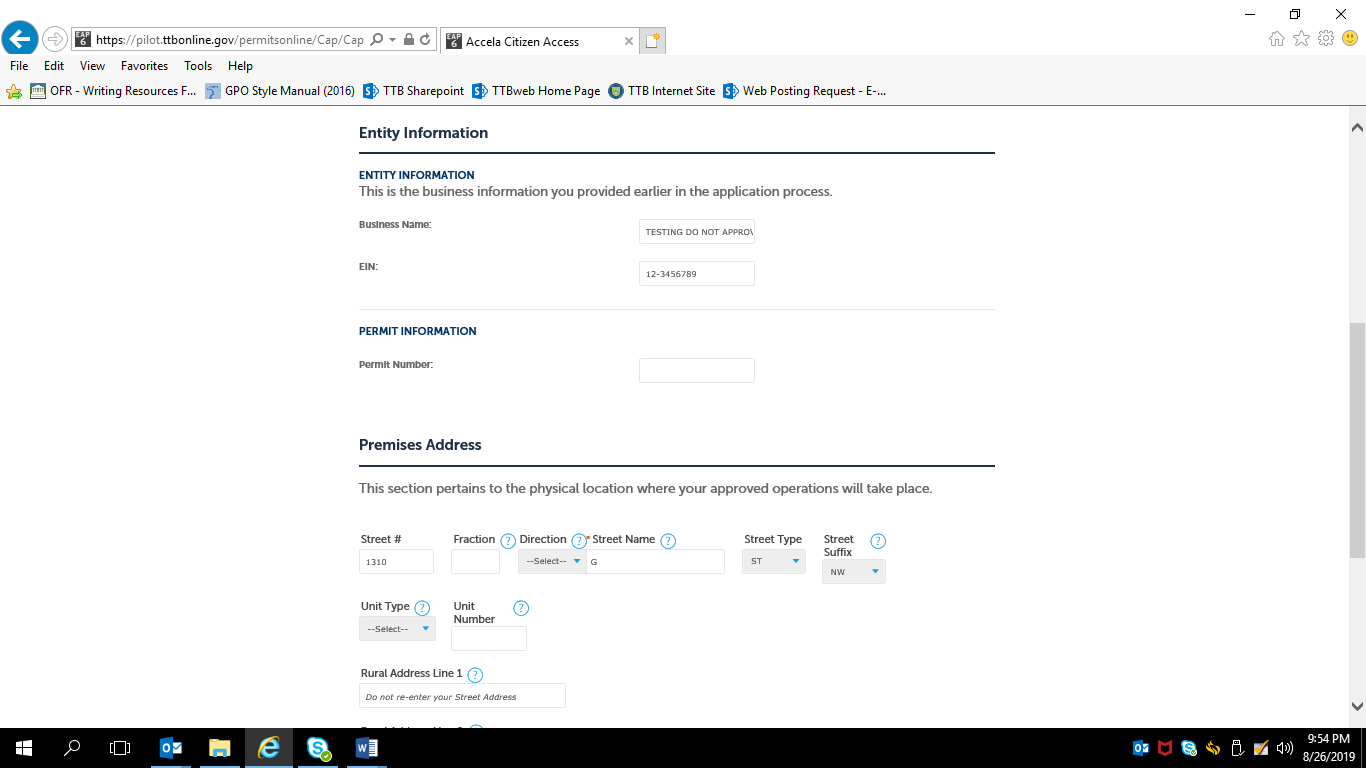 https://pilot.ttbonline.gov/permitsonline/Cap/Cap
EAP 6 Accela Citizen Access
File Edit View Favorites Tools Help
OFR - Writing Resources F... GPO Style Manual (2016) TTB Sharepoint TTBweb Home Page TTB Internet Site Web Posting Request - E-...
Entity Information
ENTITY INFORMATION
This is the business information you provided earlier in the application process.
Business Name: TESTING DO NOT APPROV
EIN: 12-3456789
PERMIT INFORMATION
Permit Number:
Premises Address
This section pertains to the physical location where your approved operations will take place.
Street # Fraction ? Direction ? * Street Name ? Street Type Street Suffix ?
1310 --Select-- G ST NW
Unit Type ? Unit Number ?
--Select--
Rural Address Line 1 ?
Do not re-enter your Street Address
9:54 PM
8/26/2019